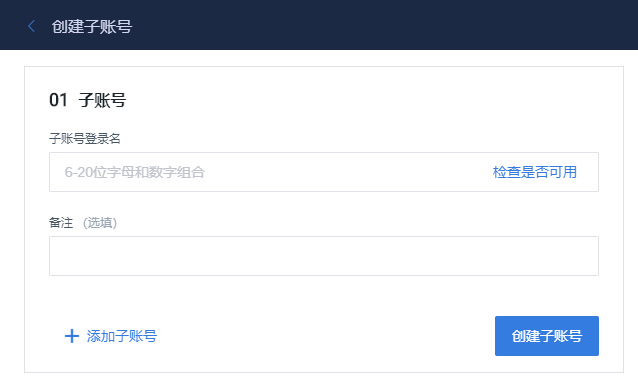 创建子账号
01 子账号
子账号登录名
6-20位字母和数字组合 检查是否可用
备注 (选填)
添加子账号 创建子账号